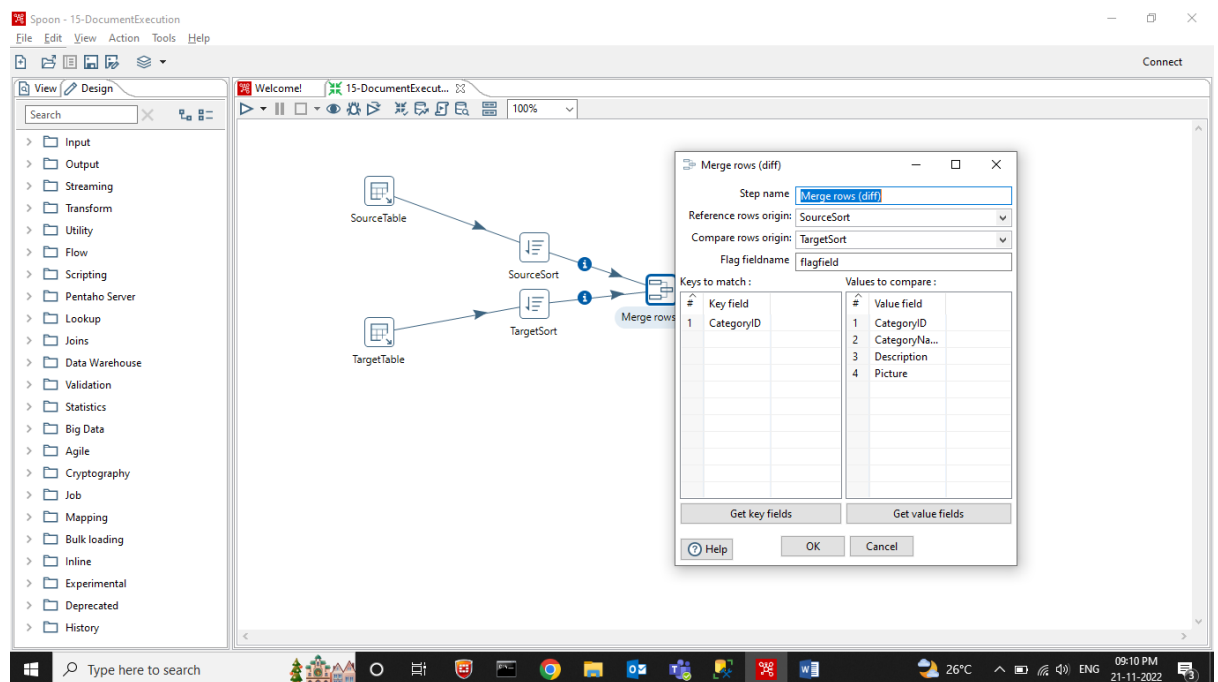 Spoon - 15-DocumentExecution
File Edit View Action Tools Help
Connect
View Design
Welcome! 15-DocumentExecut...
Search
100%
Input
Output
Streaming
Transform
Utility
Flow
Scripting
Pentaho Server
Lookup
Joins
Data Warehouse
Validation
Statistics
Big Data
Agile
Cryptography
Job
Mapping
Bulk loading
Inline
Experimental
Deprecated
History
SourceTable
SourceSort
TargetSort
TargetTable
Merge rows
Merge rows (diff)
Step name Merge rows (diff)
Reference rows origin: SourceSort
Compare rows origin: TargetSort
Flag fieldname flagfield
Keys to match : Values to compare :
# Key field # Value field
1 CategoryID 1 CategoryID
2 CategoryNa...
3 Description
4 Picture
Get key fields Get value fields
Help OK Cancel
Type here to search
26°C ENG 09:10 PM
21-11-2022
3